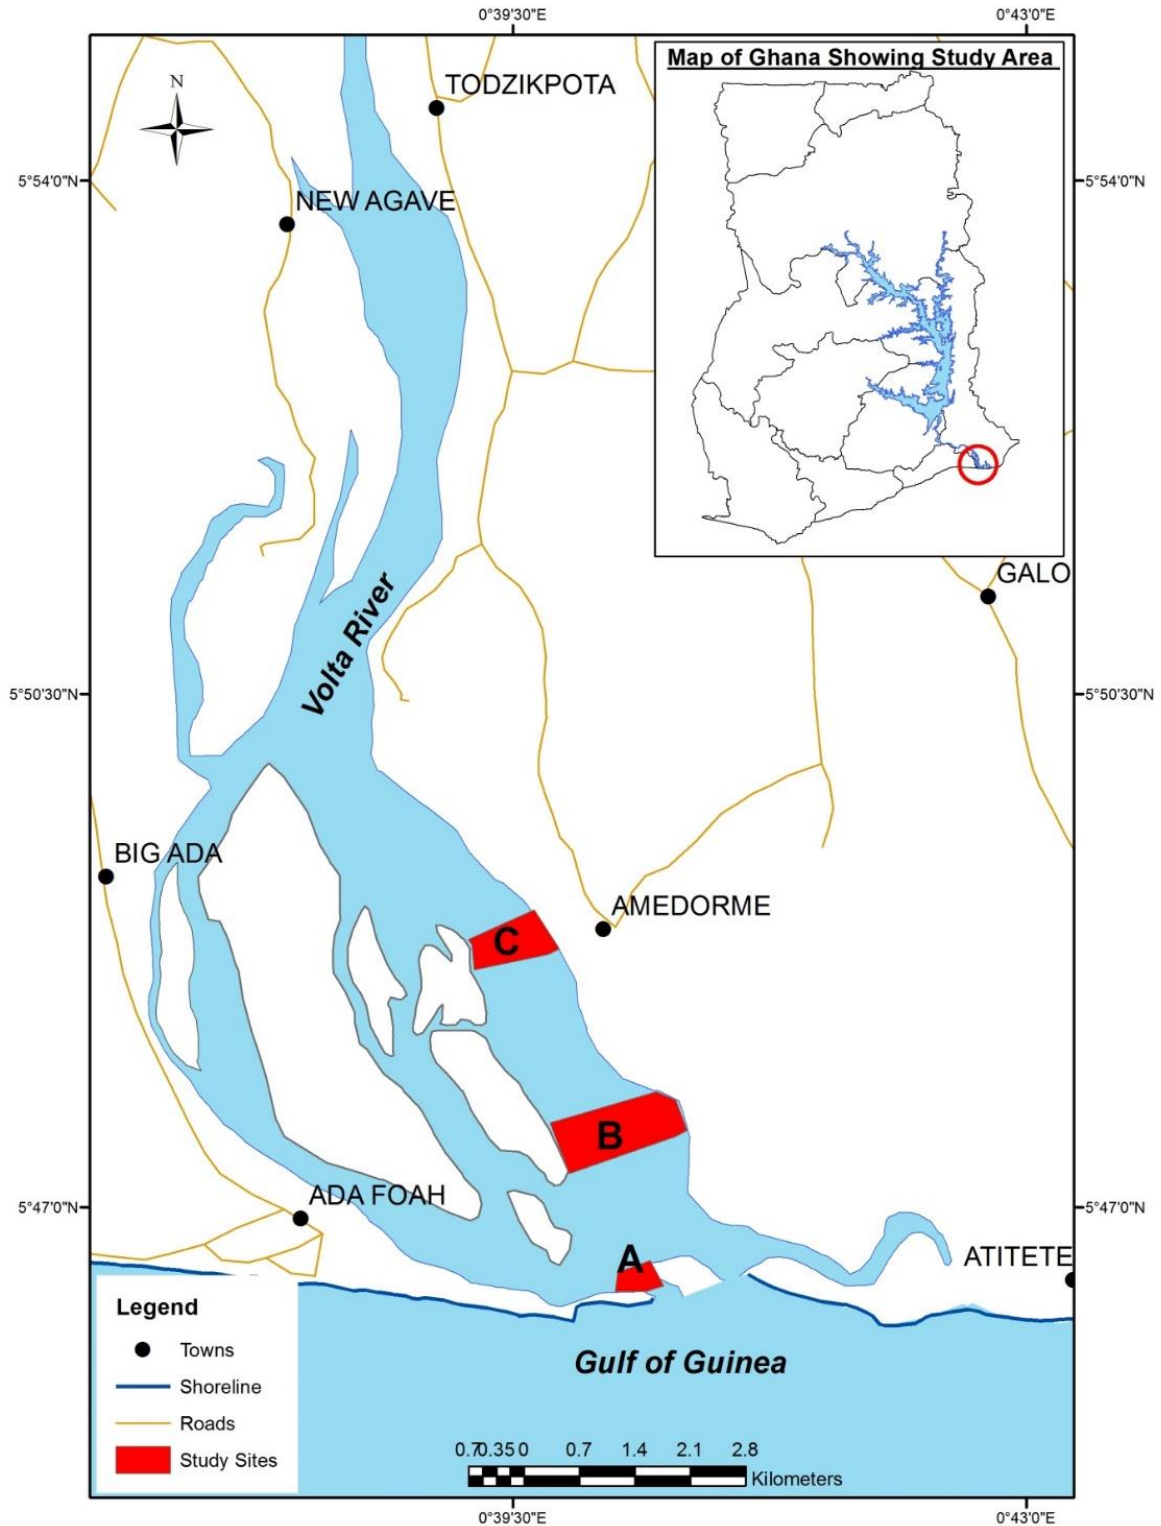 0°39'30"E
0°43'0"E
Map of Ghana Showing Study Area
N
TODZIKPOTA
5°54'0"N
5°54'0"N
NEW AGAVE
GALO
Volta River
5°50'30"N
5°50'30"N
BIG ADA
AMEDORME
C
B
ADA FOAH
5°47'0"N
5°47'0"N
A
ATITETE
Legend
Towns
Shoreline
Roads
Study Sites
Gulf of Guinea
0.70.35 0 0.7 1.4 2.1 2.8
Kilometers
0°39'30"E
0°43'0"E